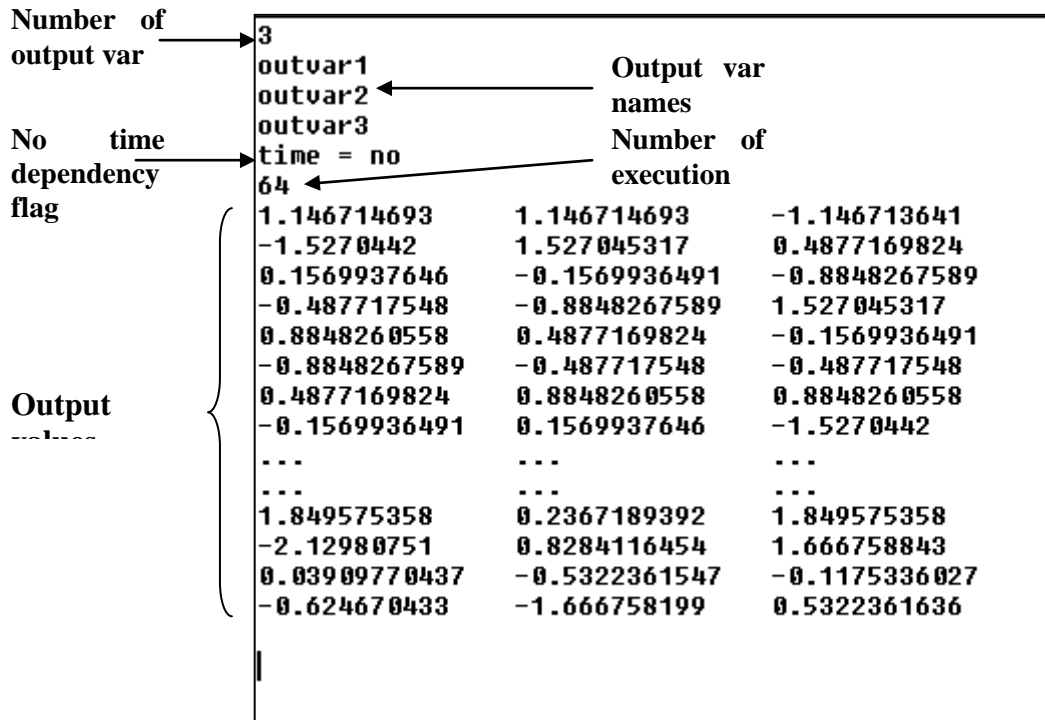 Number of
output var
3
outvar1
outvar2
outvar3
Output var
names
No time
dependency
flag
time = no
64
Number of
execution
Output
1.146714693 1.146714693 -1.146713641
-1.5270442 1.527045317 0.4877169824
0.1569937646 -0.1569936491 -0.8848267589
-0.487717548 -0.8848267589 1.527045317
0.8848260558 0.4877169824 -0.1569936491
-0.8848267589 -0.487717548 -0.487717548
0.4877169824 0.8848260558 0.8848260558
-0.1569936491 0.1569937646 -1.5270442
... ... ...
... ... ...
1.849575358 0.2367189392 1.849575358
-2.12980751 0.8284116454 1.666758843
0.03909770437 -0.5322361547 -0.1175336027
-0.624670433 -1.666758199 0.5322361636